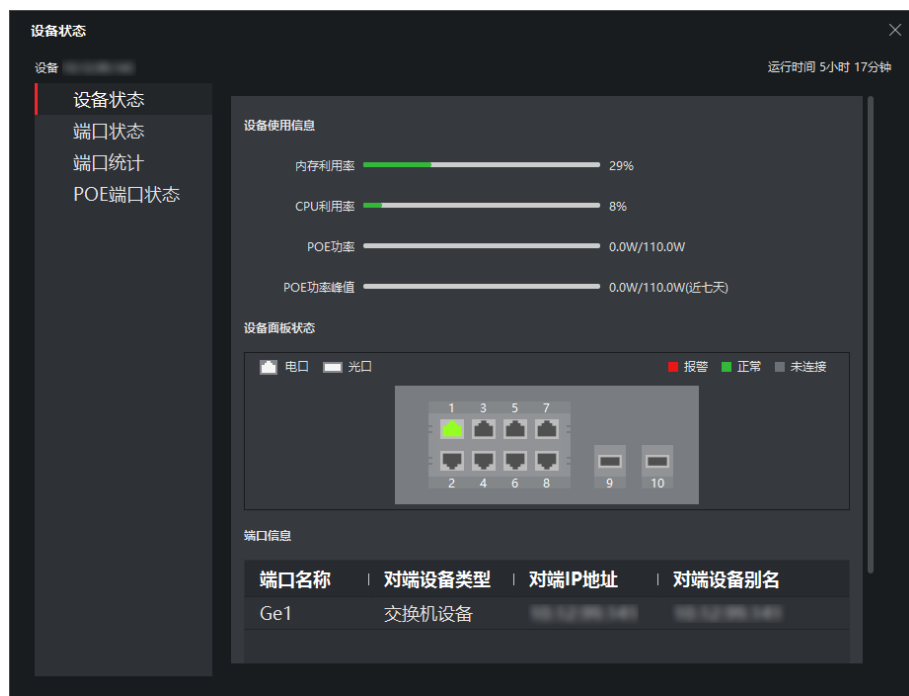 设备状态
设备
运行时间 5小时 17分钟
设备状态
端口状态
端口统计
POE端口状态
设备使用信息
内存利用率 29%
CPU利用率 8%
POE功率 0.0W/110.0W
POE功率峰值 0.0W/110.0W(近七天)
设备面板状态
电口 光口 报警 正常 未连接
1 3 5 7
2 4 6 8 9 10
端口信息
端口名称 对端设备类型 对端IP地址 对端设备别名
Ge1 交换机设备